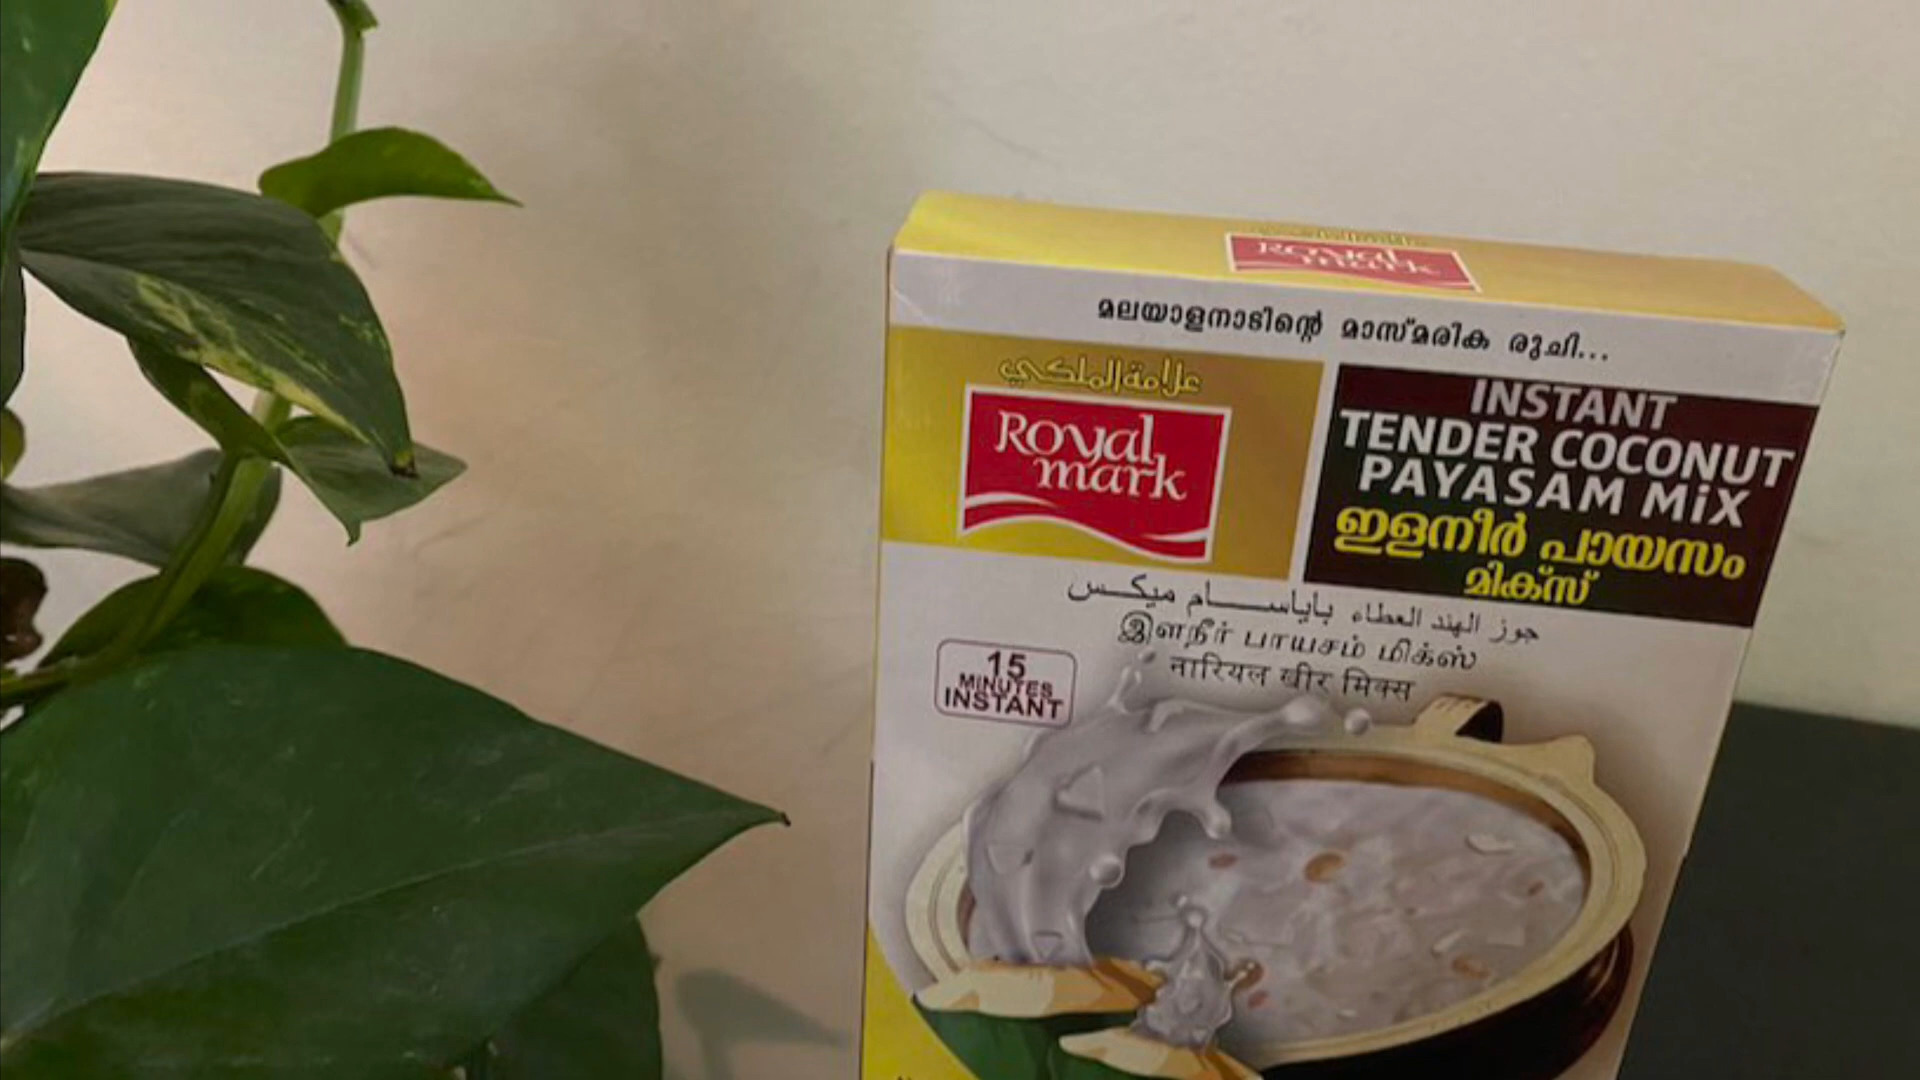 Royal
mark
മലയാളനാടിന്റെ മാസ്മരിക രുചി...
علامة الملكي
Royal
mark
INSTANT
TENDER COCONUT
PAYASAM MiX
ഇളനീർ പായസം
മിക്സ്
جوز الهند العطاء باياسام ميكس
இளநீர் பாயசம் மிக்ஸ்
नारियल खीर मिक्स
15
MINUTES
INSTANT